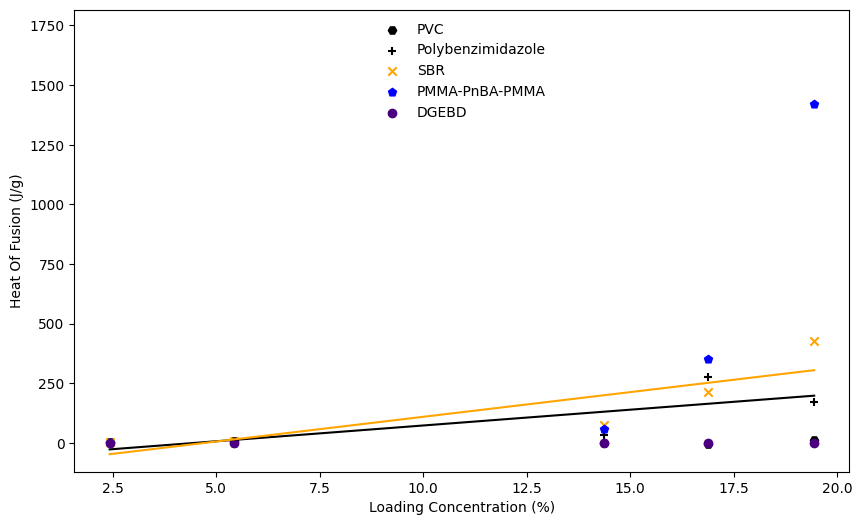 1750
1500
1250
1000
750
500
250
0
Heat Of Fusion (J/g)
PVC
Polybenzimidazole
SBR
PMMA-PnBA-PMMA
DGEBD
2.5 5.0 7.5 10.0 12.5 15.0 17.5 20.0
Loading Concentration (%)